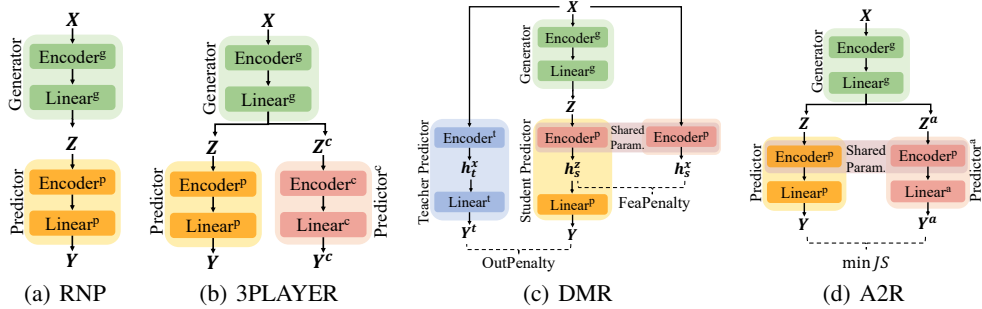 X
Generator
Encoder^g
Linear^g
Z
Predictor
Encoder^p
Linear^p
Y
(a) RNP
X
Generator
Encoder^g
Linear^g
Z
Z^c
Predictor
Encoder^p
Encoder^c
Predictor^c
Linear^p
Linear^c
Y
Y^c
(b) 3PLAYER
X
Generator
Encoder^g
Linear^g
Z
Teacher Predictor
Encoder^t
Student Predictor
Encoder^p
Shared
Param.
Encoder^p
h_t^x
h_s^z
h_s^x
Linear^t
Linear^p
FeaPenalty
Y^t
Y
OutPenalty
(c) DMR
X
Generator
Encoder^g
Linear^g
Z
Z^a
Predictor
Encoder^p
Shared
Param.
Encoder^p
Predictor^a
Linear^p
Linear^a
Y
Y^a
min JS
(d) A2R